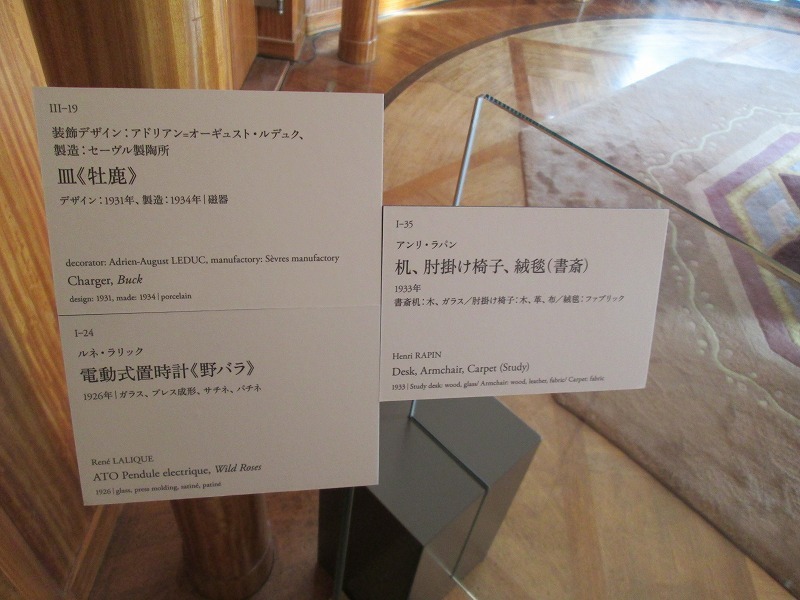 III–19
装飾デザイン：アドリアン=オーギュスト・ルデュク、
製造：セーヴル製陶所
皿《牡鹿》
デザイン：1931年、製造：1934年｜磁器
decorator: Adrien-August LEDUC, manufactory: Sèvres manufactory
Charger, Buck
design: 1931, made: 1934 | porcelain
I–24
ルネ・ラリック
電動式置時計《野バラ》
1926年｜ガラス、プレス成形、サチネ、パチネ
René LALIQUE
ATO Pendule electrique, Wild Roses
1926 | glass, press molding, satiné, patiné
I–35
アンリ・ラパン
机、肘掛け椅子、絨毯（書斎）
1933年
書斎机：木、ガラス／肘掛け椅子：木、革、布／絨毯：ファブリック
Henri RAPIN
Desk, Armchair, Carpet (Study)
1933 | Study desk: wood, glass/ Armchair: wood, leather, fabric/ Carpet: fabric